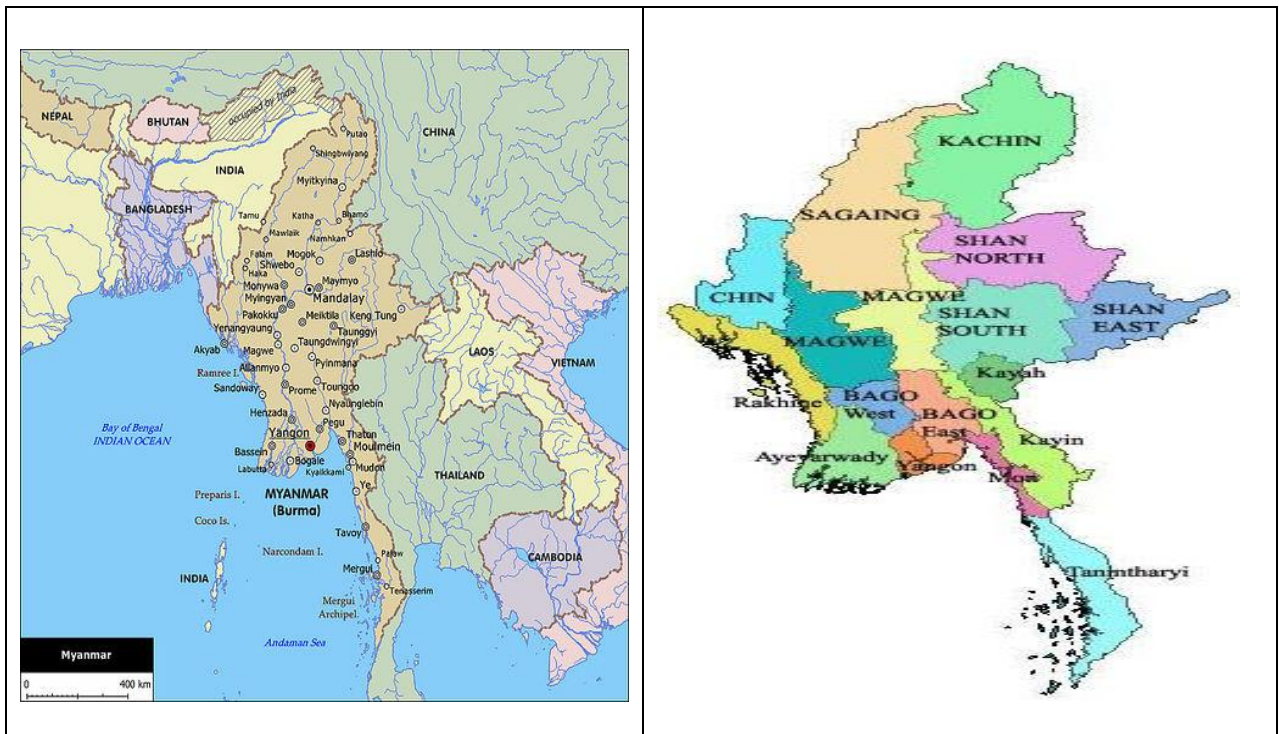 NEPAL
BHUTAN
occupied by India
CHINA
INDIA
BANGLADESH
Putao
Shingbwiyang
Myitkyina
Tamu
Katha
Bhamo
Mawlaik
Namhkan
Falam
Mogok
Lashio
Haka
Shwebo
Monywa
Maymyo
Myingyan
Mandalay
Pakokku
Meiktila
Keng Tung
Yenangyaung
Taunggyi
Akyab
Magwe
Taungdwingyi
LAOS
VIETNAM
Allanmyo
Pyinmana
Ramree I.
Sandoway
Prome
Toungoo
Henzada
Nyaunglebin
Pegu
Bay of Bengal
INDIAN OCEAN
Yangon
Thaton
Bassein
Moulmein
Labutta
Bogale
Kyaikkami
Mudon
THAILAND
Preparis I.
MYANMAR
(Burma)
Ye
Coco Is.
Tavoy
Narcondam I.
Palaw
CAMBODIA
INDIA
Mergui
Tenasserim
Mergui
Archipel.
Andaman Sea
Myanmar
0
400 km
KACHIN
SAGAING
SHAN
NORTH
CHIN
MAGWE
SHAN
SOUTH
SHAN
EAST
MAGWE
Kayah
Rakhine
BAGO
West
BAGO
East
Kayin
Ayeyarwady
Yangon
Mon
Tanintharyi